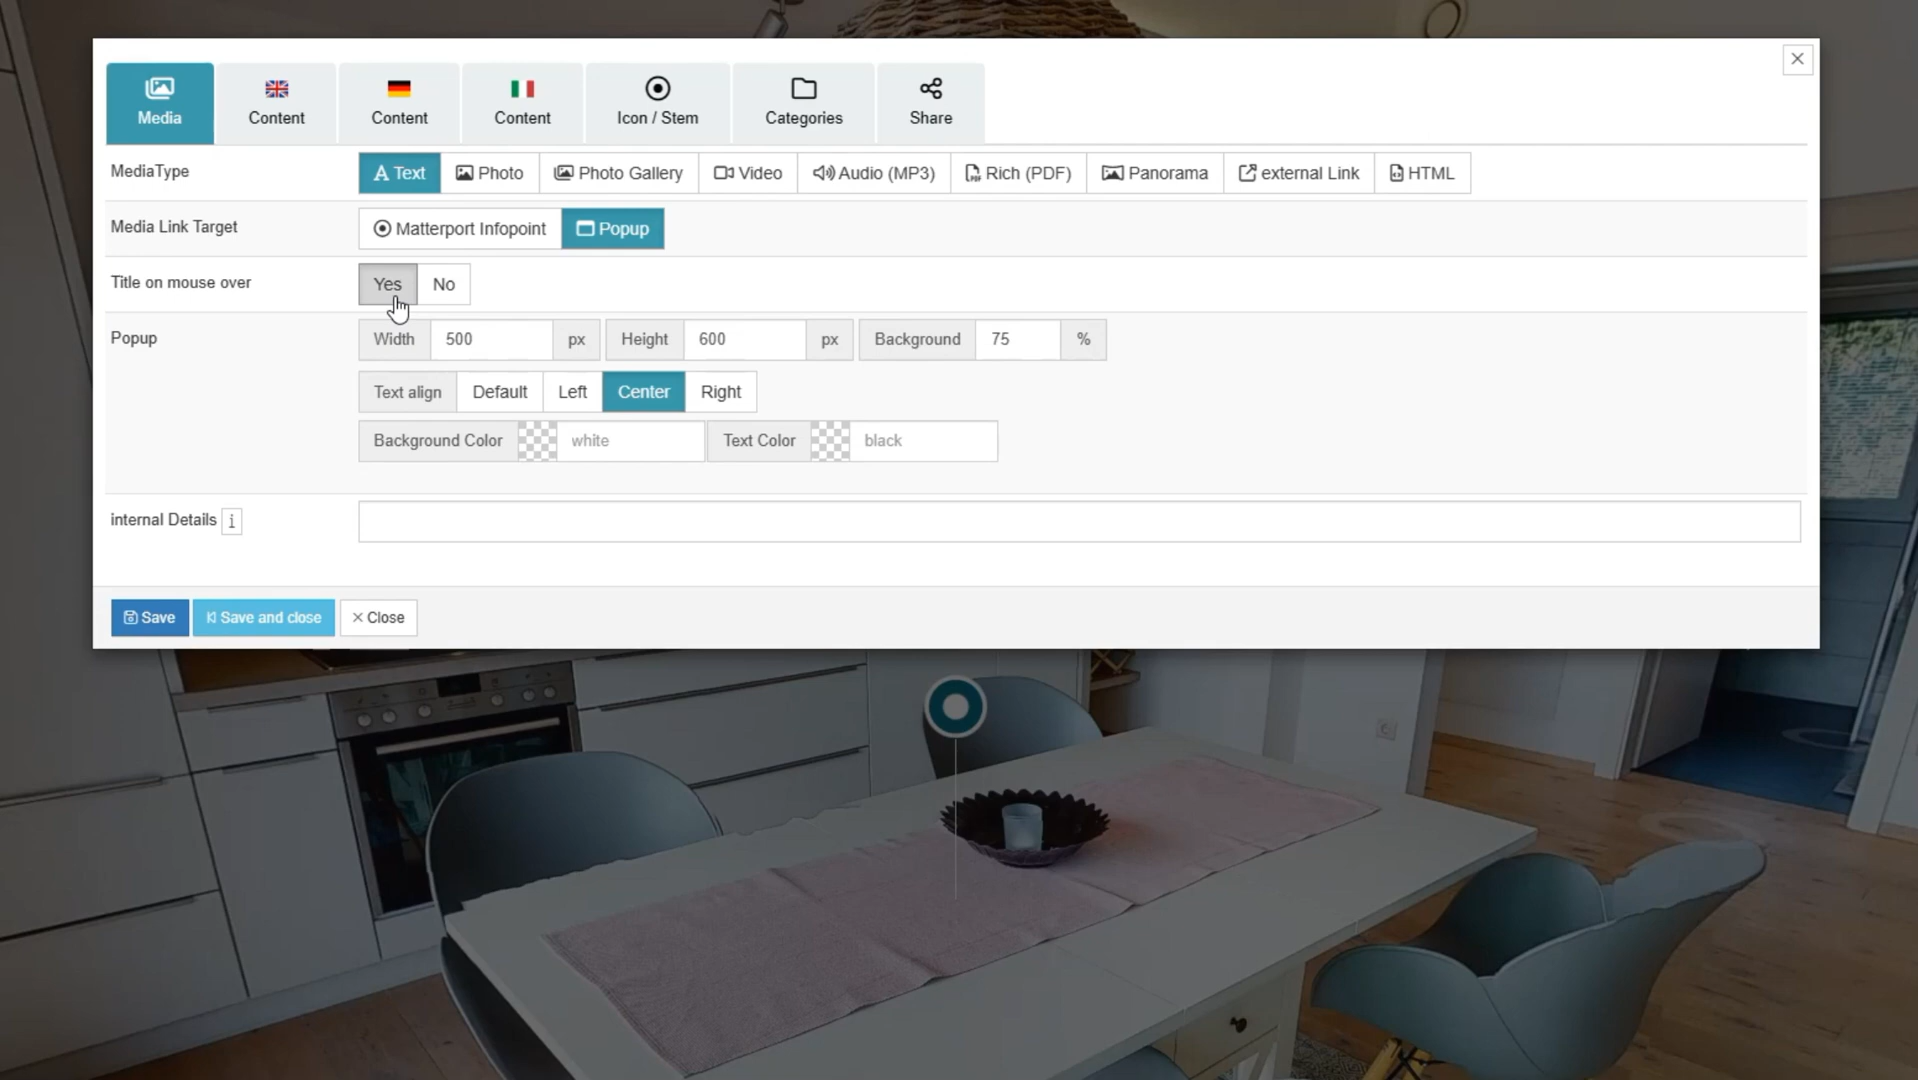 Media
Content
Content
Content
Icon / Stem
Categories
Share
MediaType
Text
Photo
Photo Gallery
Video
Audio (MP3)
Rich (PDF)
Panorama
external Link
HTML
Media Link Target
Matterport Infopoint
Popup
Title on mouse over
Yes
No
Popup
Width 500 px
Height 600 px
Background 75 %
Text align
Default
Left
Center
Right
Background Color white
Text Color black
internal Details i
Save
Save and close
Close